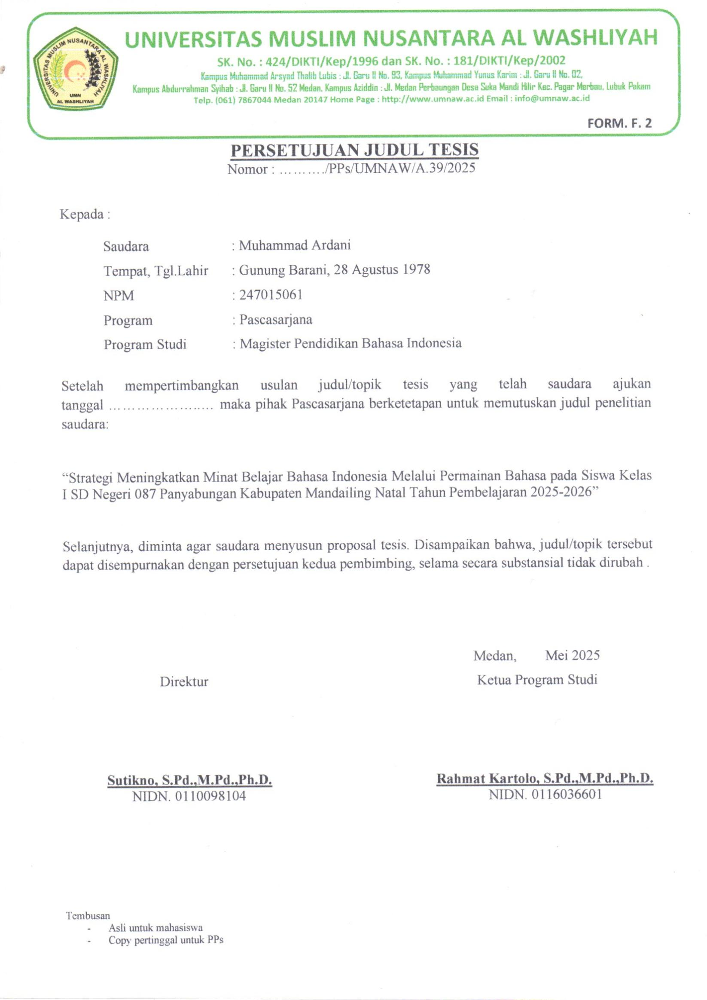 UNIVERSITAS MUSLIM NUSANTARA AL WASHLIYAH
UMN
AL WASHLIYAH
UNIVERSITAS MUSLIM NUSANTARA AL WASHLIYAH
SK. No. : 424/DIKTI/Kep/1996 dan SK. No. : 181/DIKTI/Kep/2002
Kampus Muhammad Arsyad Thalib Lubis : Jl. Garu II No. 93, Kampus Muhammad Yunus Karim : Jl. Garu II No. 02,
Kampus Abdurrahman Syihab : Jl. Garu II No. 52 Medan, Kampus Aziddin : Jl. Medan Perbaungan Desa Suka Mandi Hilir Kec. Pagar Merbau, Lubuk Pakam
Telp. (061) 7867044 Medan 20147 Home Page : http://www.umnaw.ac.id Email : info@umnaw.ac.id
FORM. F. 2
PERSETUJUAN JUDUL TESIS
Nomor : ........../PPs/UMNAW/A.39/2025
Kepada :
Saudara : Muhammad Ardani
Tempat, Tgl.Lahir : Gunung Barani, 28 Agustus 1978
NPM : 247015061
Program : Pascasarjana
Program Studi : Magister Pendidikan Bahasa Indonesia
Setelah mempertimbangkan usulan judul/topik tesis yang telah saudara ajukan
tanggal ............................ maka pihak Pascasarjana berketetapan untuk memutuskan judul penelitian
saudara:
“Strategi Meningkatkan Minat Belajar Bahasa Indonesia Melalui Permainan Bahasa pada Siswa Kelas
I SD Negeri 087 Panyabungan Kabupaten Mandailing Natal Tahun Pembelajaran 2025-2026”
Selanjutnya, diminta agar saudara menyusun proposal tesis. Disampaikan bahwa, judul/topik tersebut
dapat disempurnakan dengan persetujuan kedua pembimbing, selama secara substansial tidak dirubah .
Medan, Mei 2025
Direktur Ketua Program Studi
Sutikno, S.Pd.,M.Pd.,Ph.D. Rahmat Kartolo, S.Pd.,M.Pd.,Ph.D.
NIDN. 0110098104 NIDN. 0116036601
Tembusan
- Asli untuk mahasiswa
- Copy pertinggal untuk PPs